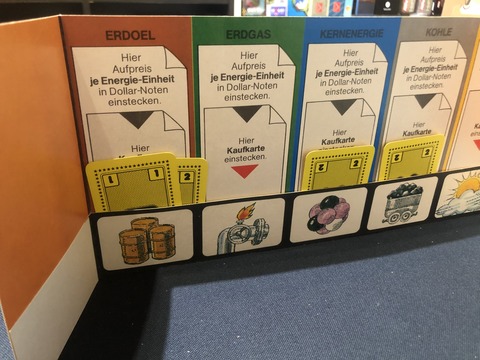 ERDOEL
Hier
Aufpreis
je Energie-Einheit
in Dollar-Noten
einstecken.
Hier
1
1
2
ERDGAS
Hier
Aufpreis
je Energie-Einheit
in Dollar-Noten
einstecken.
Hier
Kaufkarte
einstecken.
KERNENERGIE
Hier
Aufpreis
je Energie-Einheit
in Dollar-Noten
einstecken.
Hier
Kaufkarte
2
2
KOHLE
Hier
Aufpreis
je Energie-Einheit
in Dollar-Noten
einstecken.
Hier
Kaufkarte
2
2